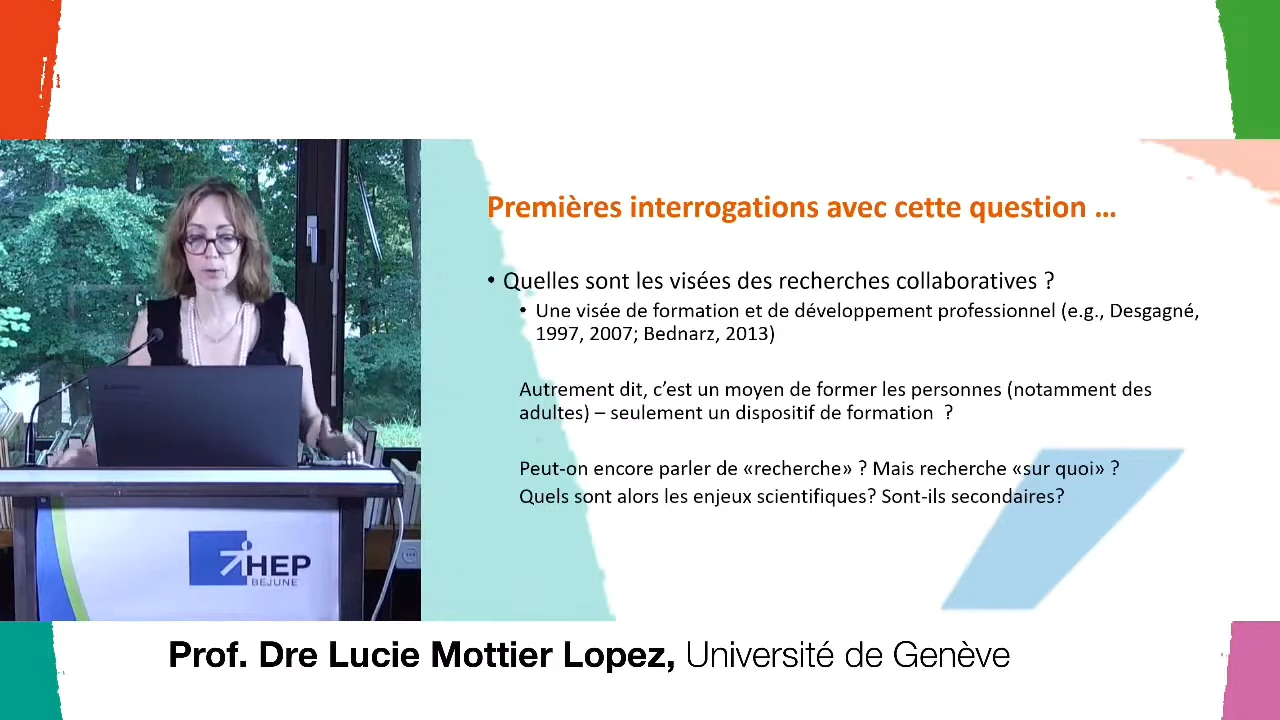 Premières interrogations avec cette question …
• Quelles sont les visées des recherches collaboratives ?
• Une visée de formation et de développement professionnel (e.g., Desgagné,
1997, 2007; Bednarz, 2013)
Autrement dit, c’est un moyen de former les personnes (notamment des
adultes) – seulement un dispositif de formation ?
Peut-on encore parler de «recherche» ? Mais recherche «sur quoi» ?
Quels sont alors les enjeux scientifiques? Sont-ils secondaires?
HEP
BEJUNE
Prof. Dre Lucie Mottier Lopez, Université de Genève